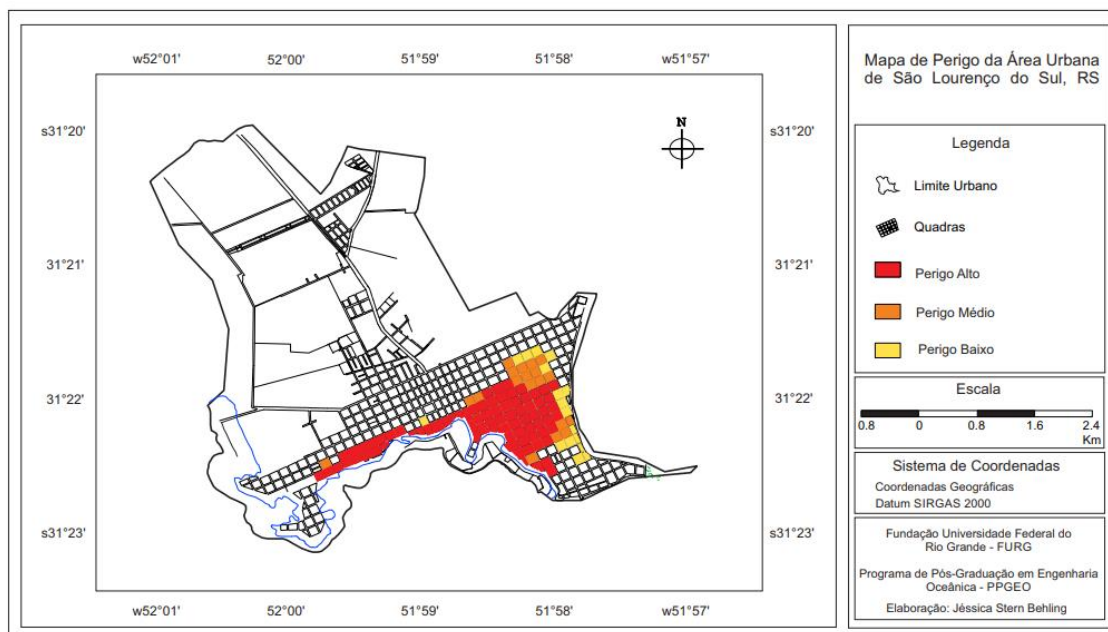 w52°01'
52°00'
51°59'
51°58'
w51°57'
s31°20'
s31°20'
N
31°21'
31°21'
31°22'
31°22'
s31°23'
s31°23'
w52°01'
52°00'
51°59'
51°58'
w51°57'
Mapa de Perigo da Área Urbana
de São Lourenço do Sul, RS
Legenda
Limite Urbano
Quadras
Perigo Alto
Perigo Médio
Perigo Baixo
Escala
0.8 0 0.8 1.6 2.4
Km
Sistema de Coordenadas
Coordenadas Geográficas
Datum SIRGAS 2000
Fundação Universidade Federal do
Rio Grande - FURG
Programa de Pós-Graduação em Engenharia
Oceânica - PPGEO
Elaboração: Jéssica Stern Behling